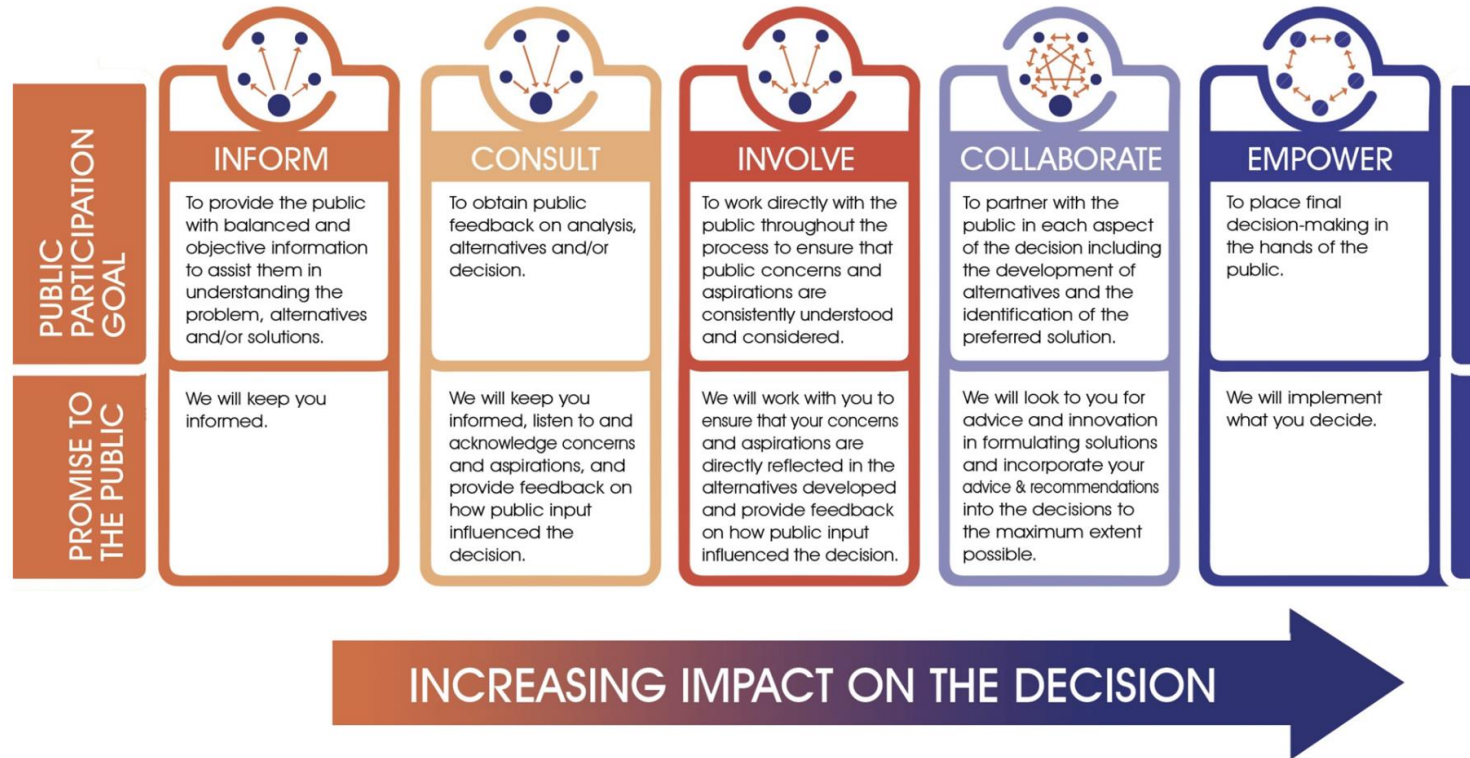 PUBLIC
PARTICIPATION
GOAL
PROMISE TO
THE PUBLIC
INFORM
To provide the public
with balanced and
objective information
to assist them in
understanding the
problem, alternatives
and/or solutions.
We will keep you
informed.
CONSULT
To obtain public
feedback on analysis,
alternatives and/or
decision.
We will keep you
informed, listen to and
acknowledge concerns
and aspirations, and
provide feedback on
how public input
influenced the
decision.
INVOLVE
To work directly with the
public throughout the
process to ensure that
public concerns and
aspirations are
consistently understood
and considered.
We will work with you to
ensure that your concerns
and aspirations are
directly reflected in the
alternatives developed
and provide feedback
on how public input
influenced the decision.
COLLABORATE
To partner with the
public in each aspect
of the decision including
the development of
alternatives and the
identification of the
preferred solution.
We will look to you for
advice and innovation
in formulating solutions
and incorporate your
advice & recommendations
into the decisions to
the maximum extent
possible.
EMPOWER
To place final
decision-making in
the hands of the
public.
We will implement
what you decide.
INCREASING IMPACT ON THE DECISION